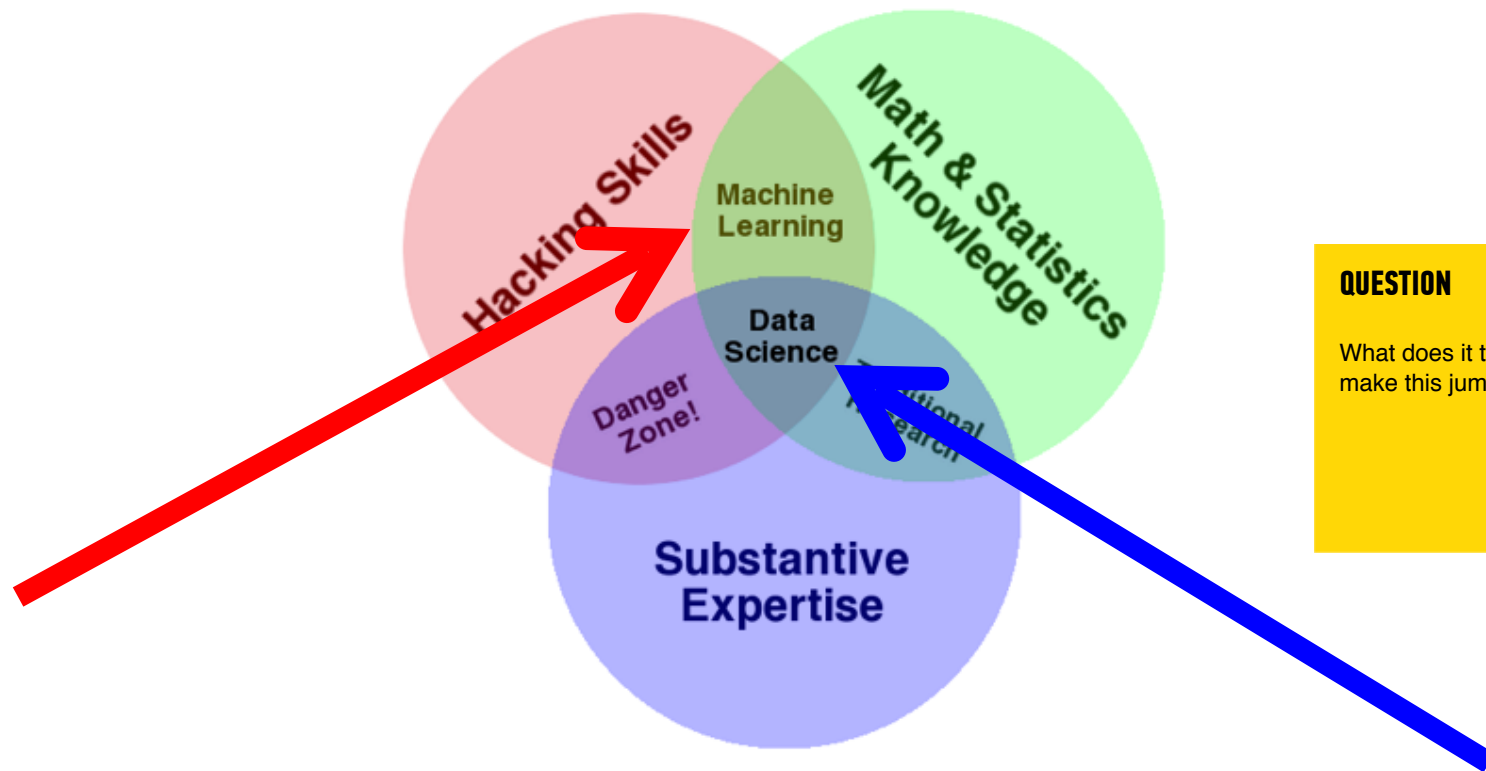 Hacking Skills
Math & Statistics
Knowledge
Machine
Learning
Data
Science
Danger
Zone!
Substantive
Expertise
QUESTION
What does it
make this